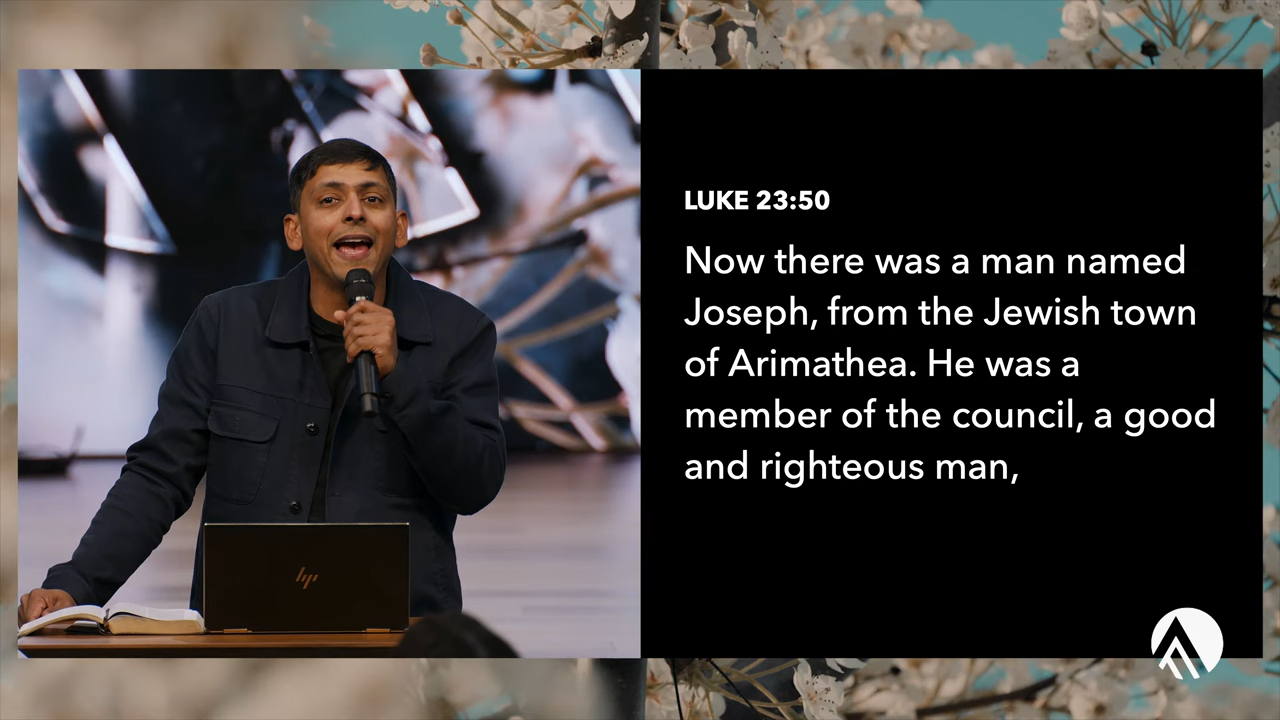 LUKE 23:50
Now there was a man named
Joseph, from the Jewish town
of Arimathea. He was a
member of the council, a good
and righteous man,
hp